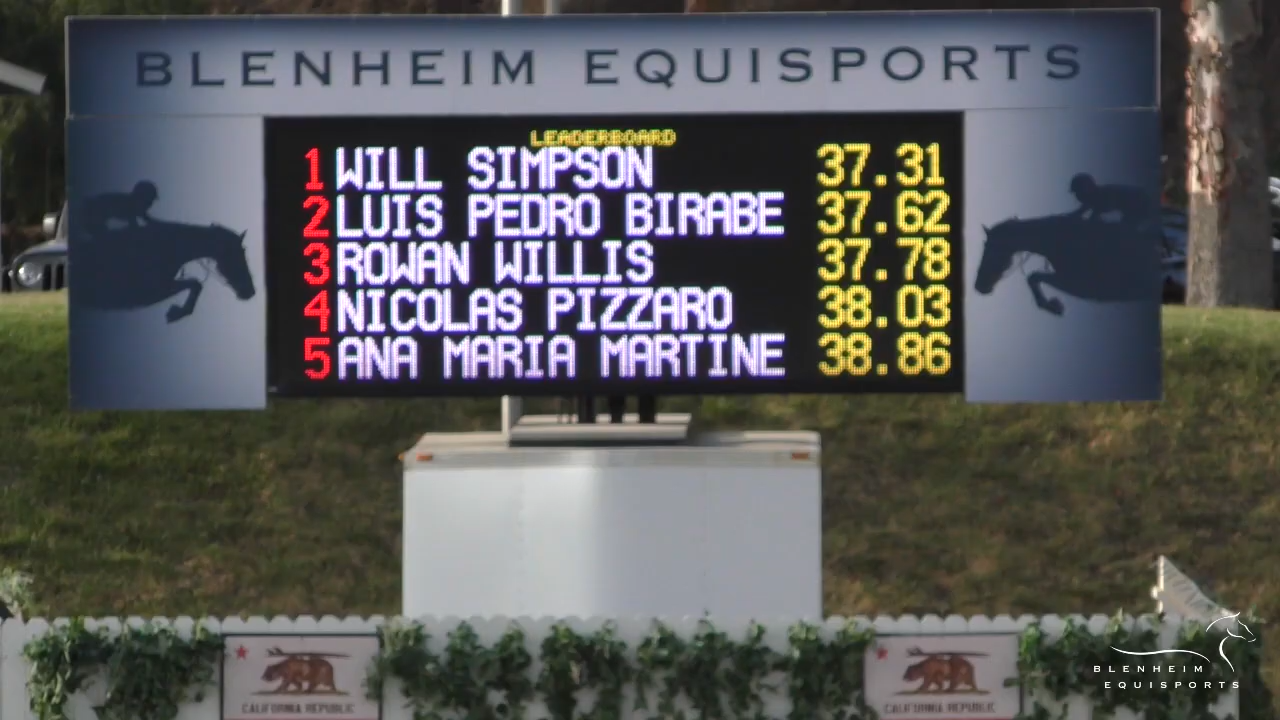 BLENHEIM EQUISPORTS
LEADERBOARD
1 WILL SIMPSON 37.31
2 LUIS PEDRO BIRABE 37.62
3 ROWAN WILLIS 37.78
4 NICOLAS PIZZARO 38.03
5 ANA MARIA MARTINE 38.86
CALIFORNIA REPUBLIC
CALIFORNIA REPUBLIC
BLENHEIM
EQUISPORTS